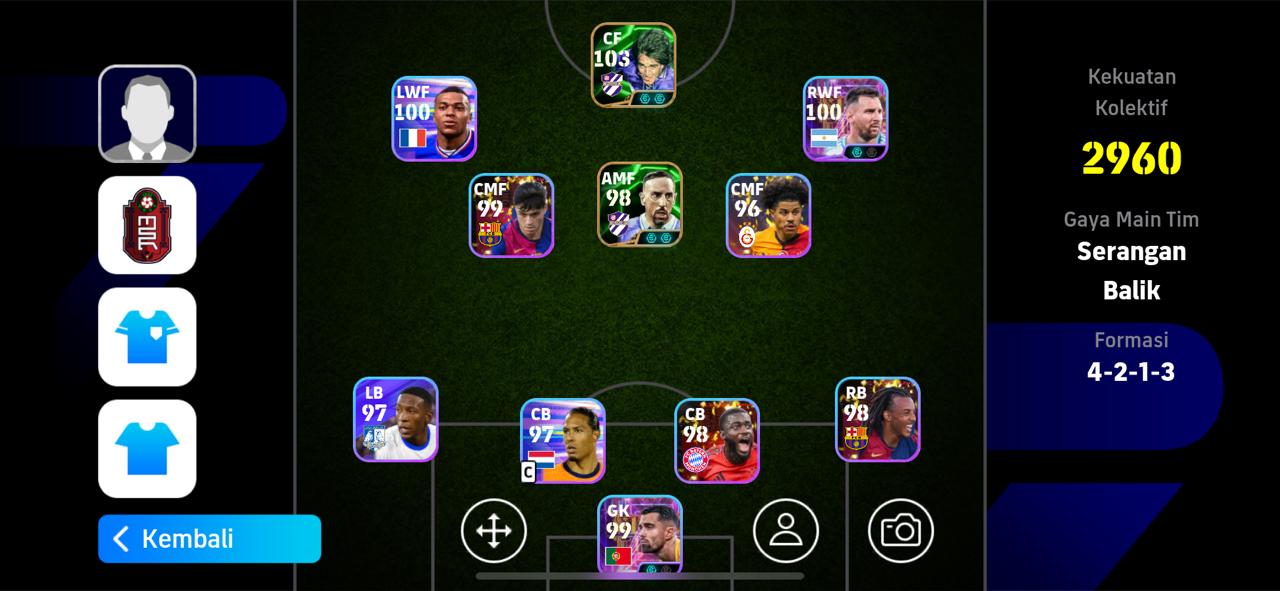 CF
103
LWF
100
RWF
100
CMF
99
AMF
98
CMF
96
LB
97
CB
97
C
CB
98
RB
98
GK
99
Kembali
Kekuatan
Kolektif
2960
Gaya Main Tim
Serangan
Balik
Formasi
4-2-1-3